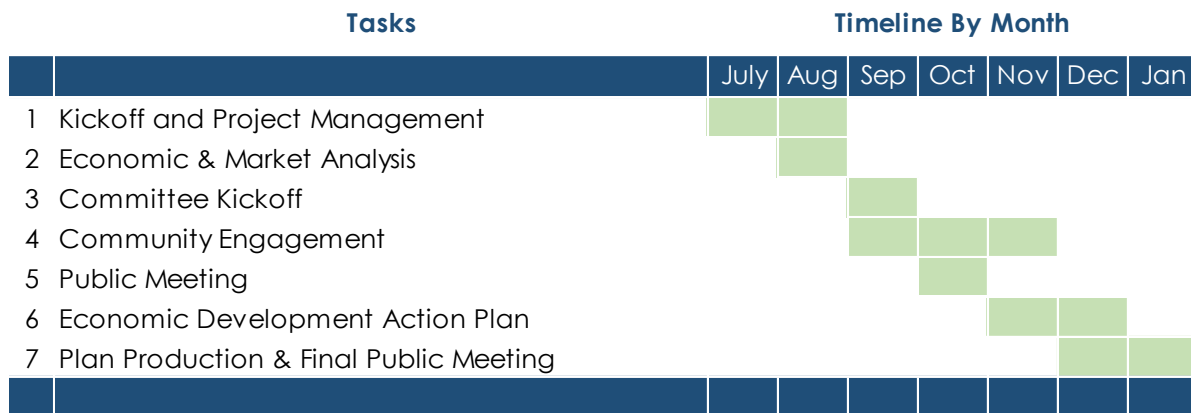 Tasks Timeline By Month
July Aug Sep Oct Nov Dec Jan
1 Kickoff and Project Management
2 Economic & Market Analysis
3 Committee Kickoff
4 Community Engagement
5 Public Meeting
6 Economic Development Action Plan
7 Plan Production & Final Public Meeting